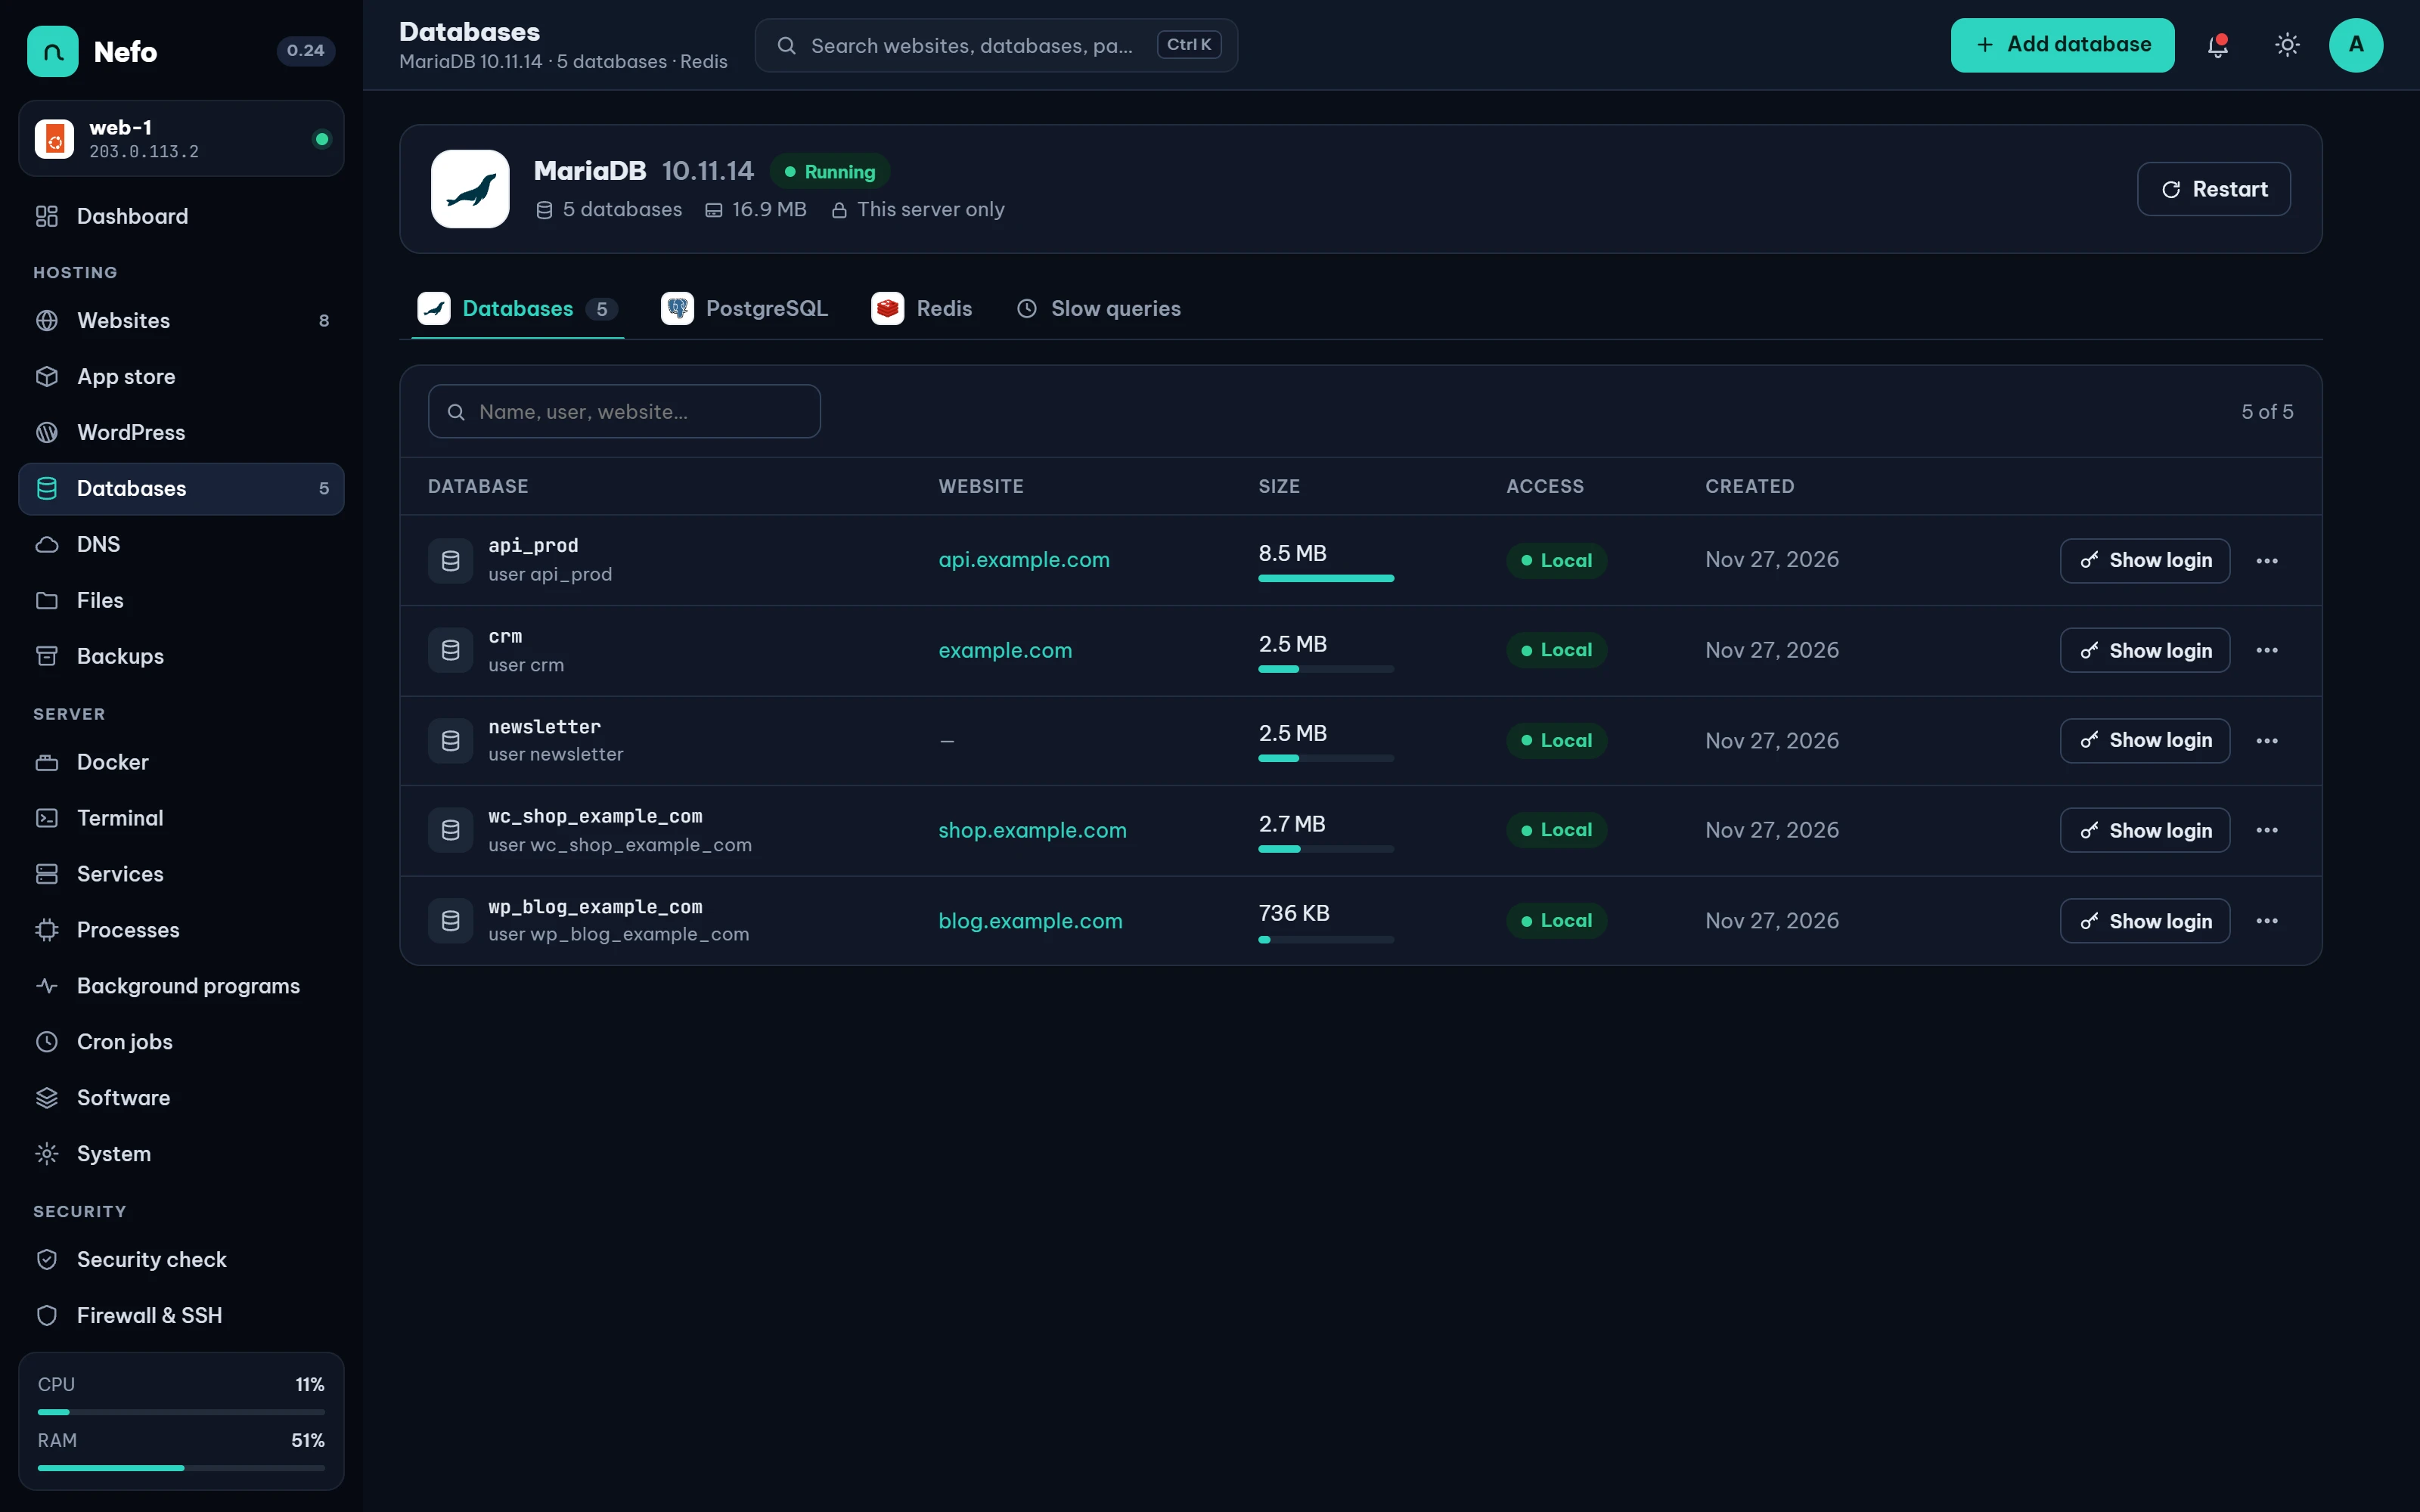 Nefo
0.24
web-1
203.0.113.2
Dashboard
HOSTING
Websites 8
App store
WordPress
Databases 5
DNS
Files
Backups
SERVER
Docker
Terminal
Services
Processes
Background programs
Cron jobs
Software
System
SECURITY
Security check
Firewall & SSH
CPU 11%
RAM 51%
Databases
MariaDB 10.11.14 · 5 databases · Redis
Search websites, databases, pa... Ctrl K
Add database
A
MariaDB 10.11.14 Running
5 databases 16.9 MB This server only
Restart
Databases 5 PostgreSQL Redis Slow queries
Name, user, website...
5 of 5
DATABASE WEBSITE SIZE ACCESS CREATED
api_prod
user api_prod
api.example.com
8.5 MB
Local
Nov 27, 2026
Show login
crm
user crm
example.com
2.5 MB
Local
Nov 27, 2026
Show login
newsletter
user newsletter
—
2.5 MB
Local
Nov 27, 2026
Show login
wc_shop_example_com
user wc_shop_example_com
shop.example.com
2.7 MB
Local
Nov 27, 2026
Show login
wp_blog_example_com
user wp_blog_example_com
blog.example.com
736 KB
Local
Nov 27, 2026
Show login